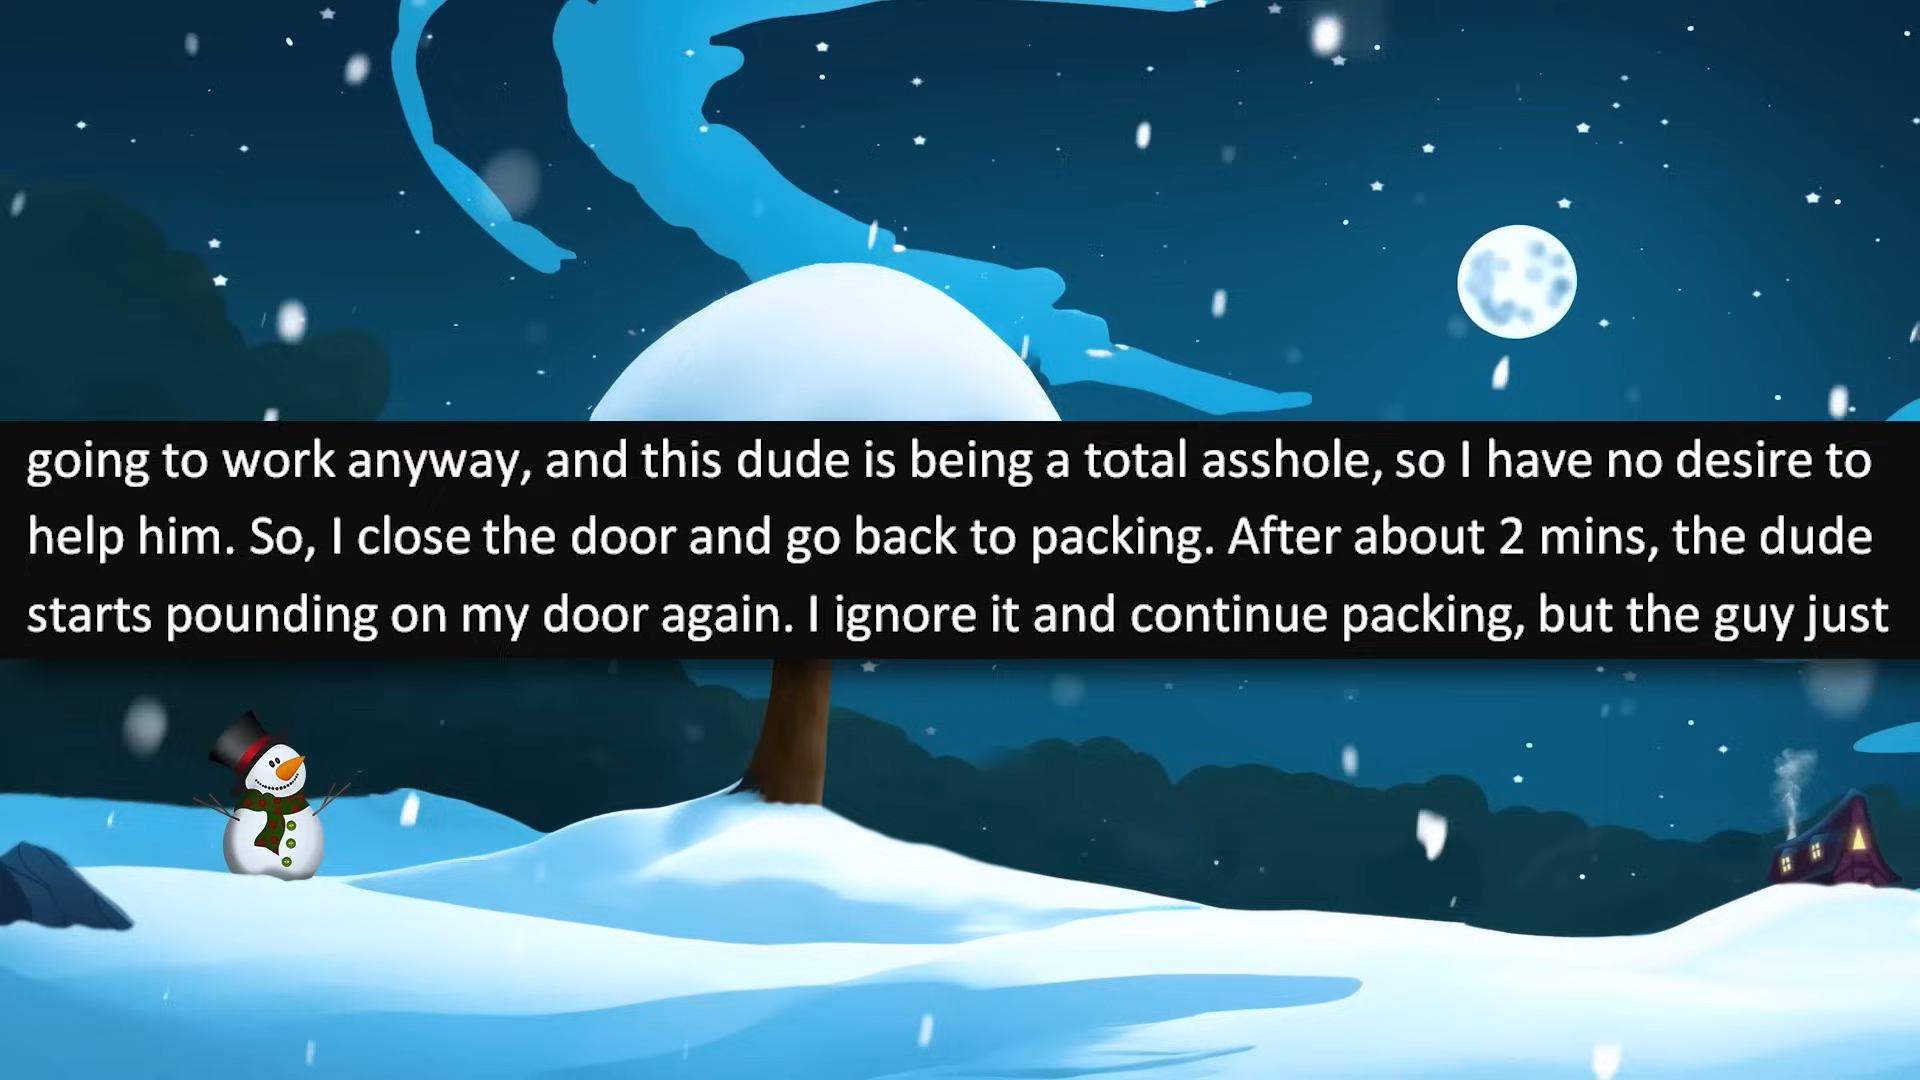 going to work anyway, and this dude is being a total asshole, so I have no desire to
help him. So, I close the door and go back to packing. After about 2 mins, the dude
starts pounding on my door again. I ignore it and continue packing, but the guy just